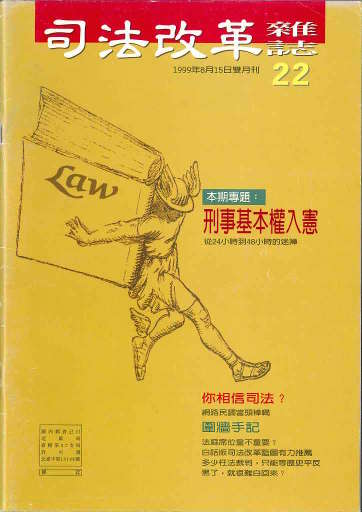 司法改革 雜誌
1999年8月15日雙月刊
22
Law
本期專題：
刑事基本權入憲
從24小時到48小時的迷障
你相信司法？
網路民調當頭棒喝
圍牆手記
法庭席位重不重要？
白話版司法改革藍圖有力推薦
多少枉法裁判，只能等歷史平反
黑了，就很難白回來？